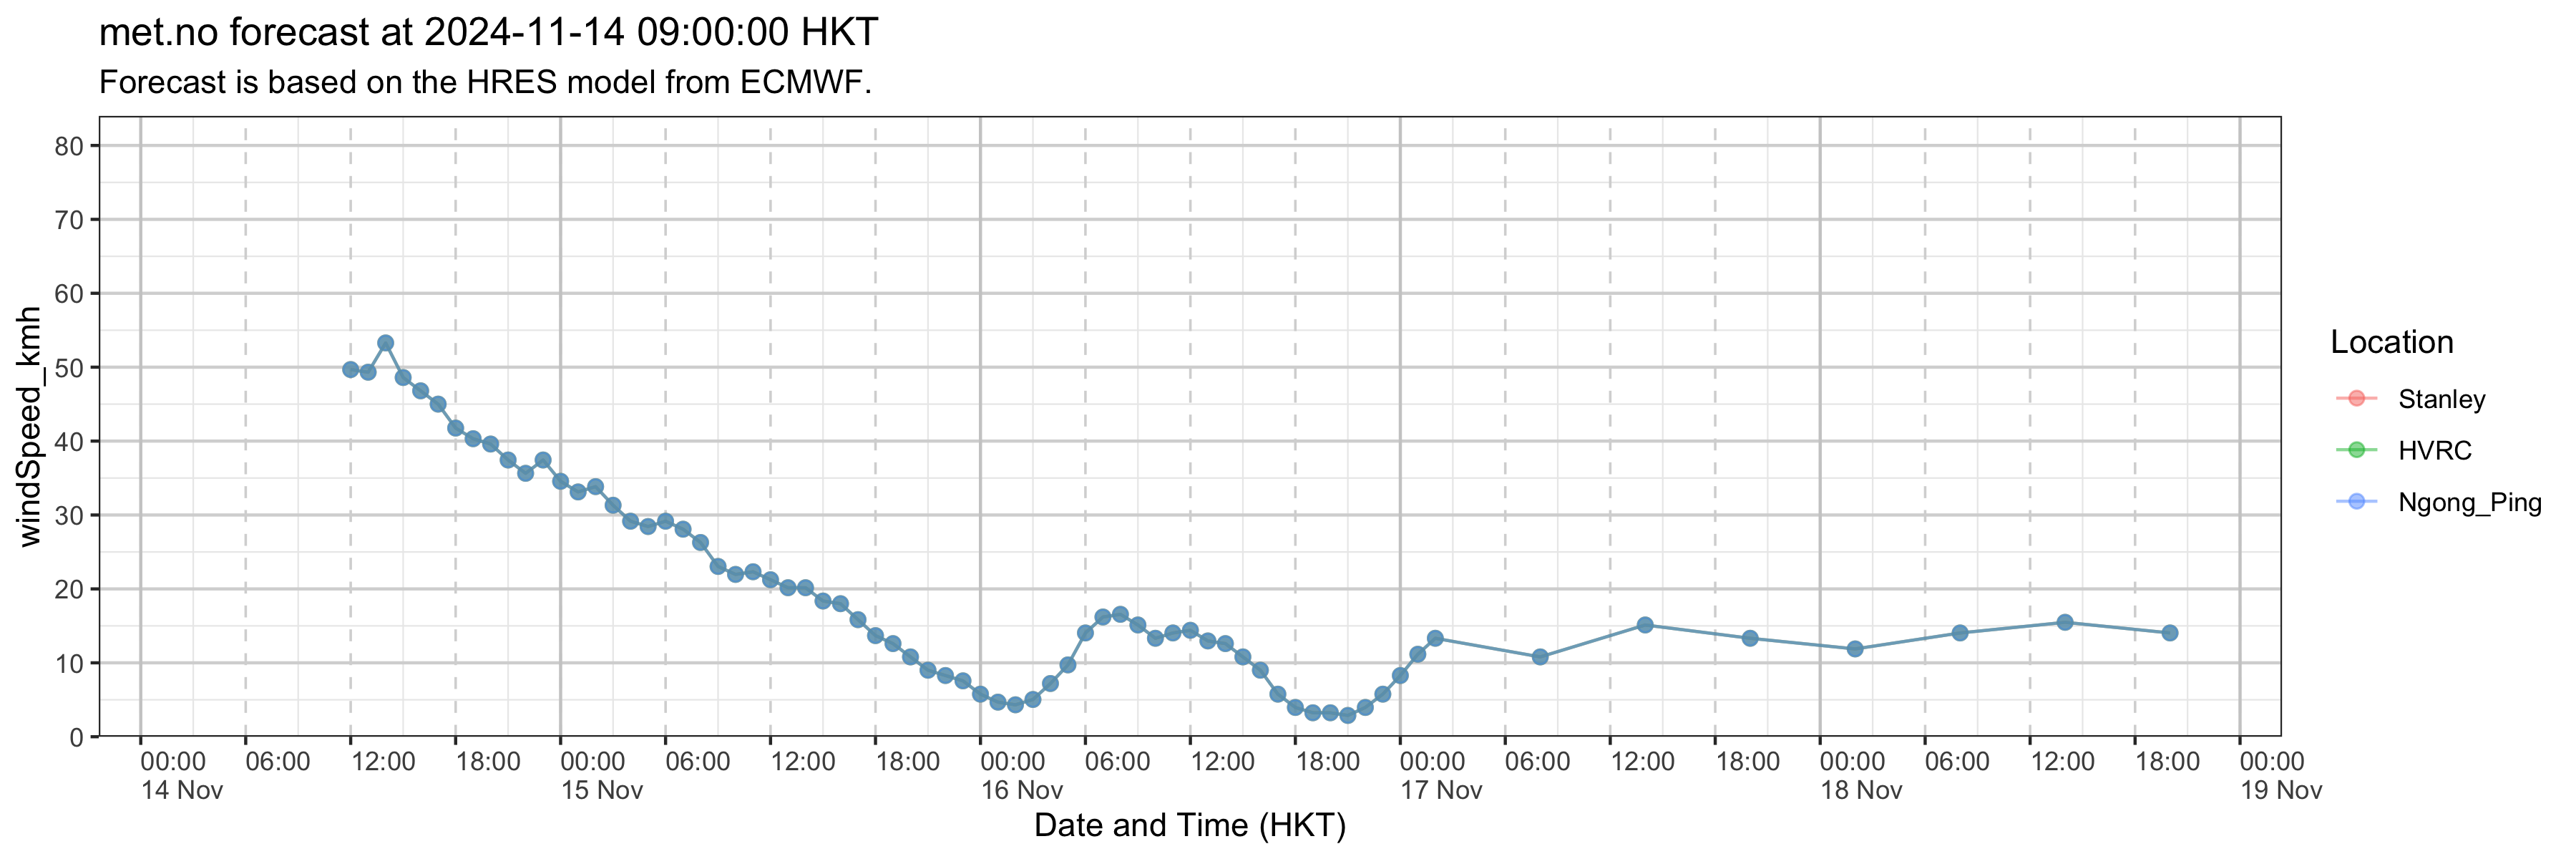 met.no forecast at 2024-11-14 09:00:00 HKT
Forecast is based on the HRES model from ECMWF.
windSpeed_kmh
80
70
60
50
40
30
20
10
0
00:00 06:00 12:00 18:00 00:00 06:00 12:00 18:00 00:00 06:00 12:00 18:00 00:00 06:00 12:00 18:00 00:00 06:00 12:00 18:00 00:00
14 Nov 15 Nov 16 Nov 17 Nov 18 Nov 19 Nov
Date and Time (HKT)
Location
Stanley
HVRC
Ngong_Ping